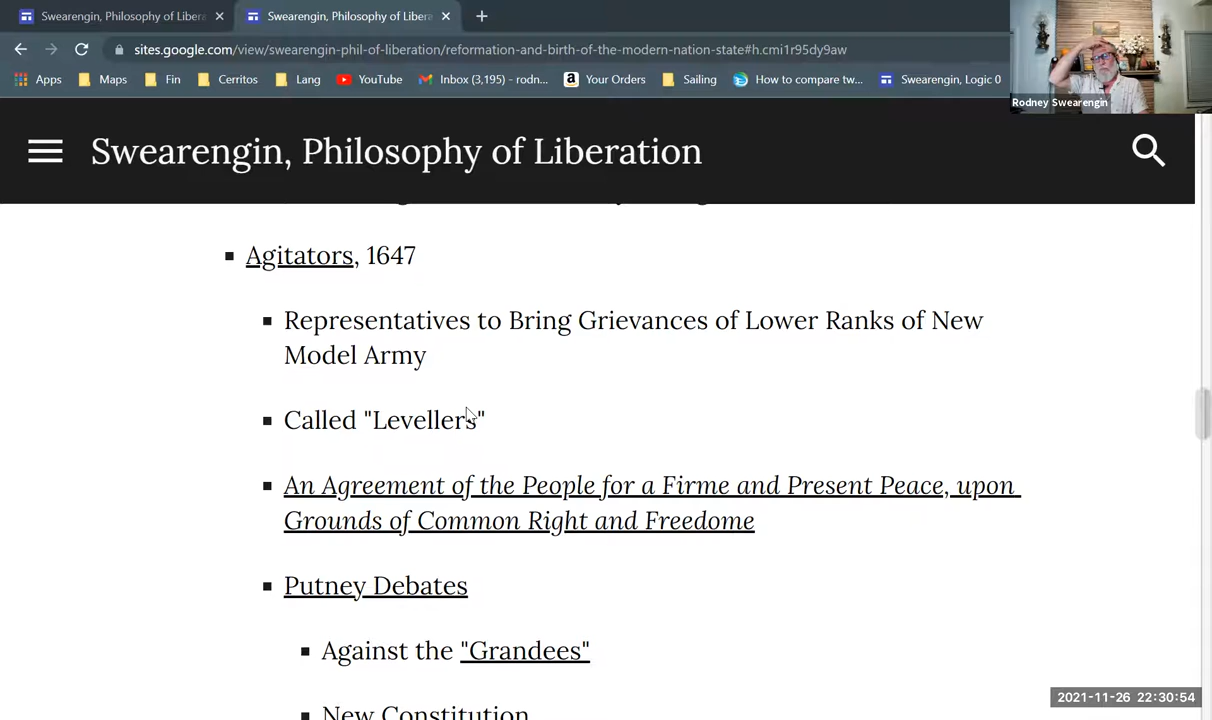 Swearengin, Philosophy of Libera
Swearengin, Philosophy of Libera
sites.google.com/view/swearengin-phil-of-liberation/reformation-and-birth-of-the-modern-nation-state#h.cmi1r95dy9aw
Apps Maps Fin Cerritos Lang YouTube Inbox (3,195) - rodn... Your Orders Sailing How to compare tw... Swearengin, Logic 0
Rodney Swearengin
Swearengin, Philosophy of Liberation
Agitators, 1647
Representatives to Bring Grievances of Lower Ranks of New
Model Army
Called "Levellers"
An Agreement of the People for a Firme and Present Peace, upon
Grounds of Common Right and Freedome
Putney Debates
Against the "Grandees"
New Constitution
2021-11-26 22:30:54